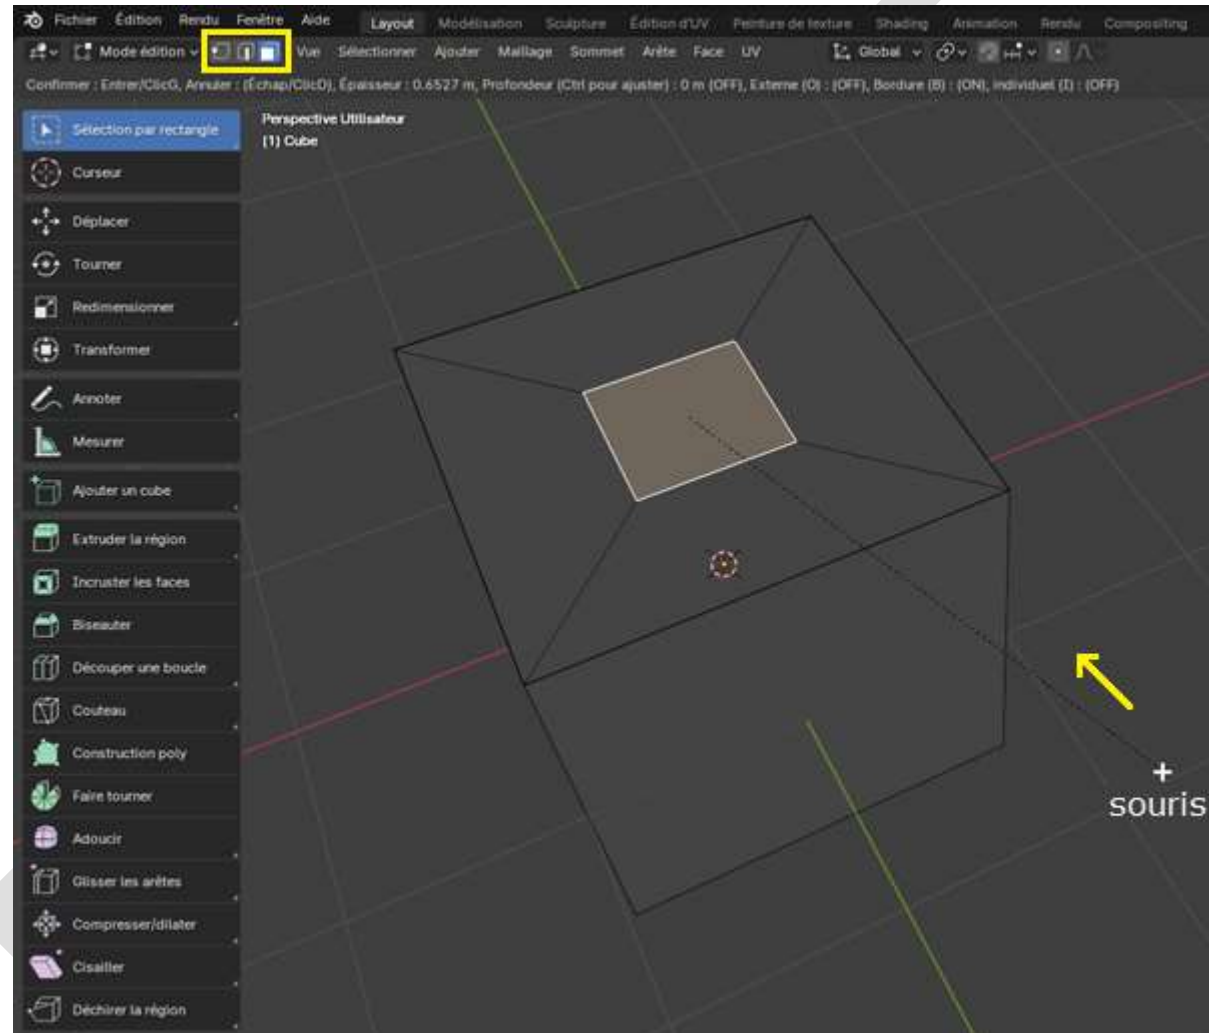 Fichier Édition Rendu Fenêtre Aide Layout Modélisation Sculpture Édition d'UV Peinture de texture Shading Animation Rendu Compositing
Mode édition Vue Sélectionner Ajouter Maillage Sommet Arête Face UV Global
Confirmer : Entrer/ClicG, Annuler : (Échap/ClicD), Épaisseur : 0.6527 m, Profondeur (Ctrl pour ajuster) : 0 m (OFF), Externe (O) : (OFF), Bordure (B) : (ON), individuel (I) : (OFF)
Sélection par rectangle
Perspective Utilisateur
(1) Cube
Curseur
Déplacer
Tourner
Redimensionner
Transformer
Annoter
Mesurer
Ajouter un cube
Extruder la région
Incruster les faces
Biseauter
Découper une boucle
Couteau
Construction poly
Faire tourner
souris
Adoucir
Glisser les arêtes
Compresser/dilater
Cisailler
Déchirer la région